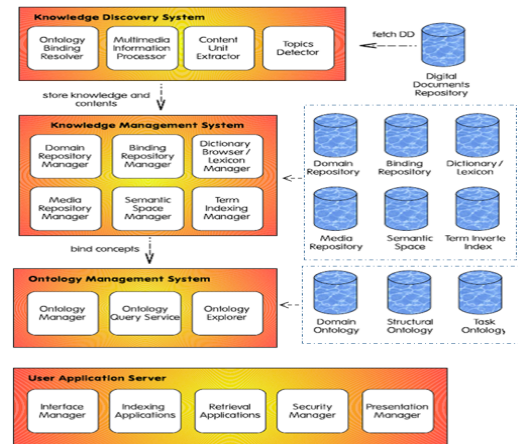 Knowledge Discovery System
Ontology
Binding
Resolver
Multimedia
Information
Processor
Content
Unit
Extractor
Topics
Detector
fetch DD
Digital
Documents
Repository
store knowledge and
contents
Knowledge Management System
Domain
Repository
Manager
Binding
Repository
Manager
Dictionary
Browser /
Lexicon
Manager
Media
Repository
Manager
Semantic
Space
Manager
Term
Indexing
Manager
Domain
Repository
Binding
Repository
Dictionary /
Lexicon
Media
Repository
Semantic
Space
Term Inverte
Index
bind concepts
Ontology Management System
Ontology
Manager
Ontology
Query Service
Ontology
Explorer
Domain
Ontology
Structural
Ontology
Task
Ontology
User Application Server
Interface
Manager
Indexing
Applications
Retrieval
Applications
Security
Manager
Presentation
Manager